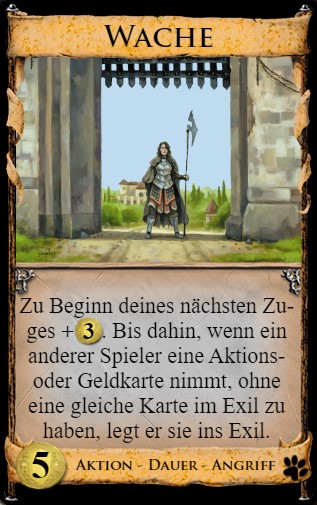 Wache
Zu Beginn deines nächsten Zu-
ges + 3. Bis dahin, wenn ein
anderer Spieler eine Aktions-
oder Geldkarte nimmt, ohne
eine gleiche Karte im Exil zu
haben, legt er sie ins Exil.
5 Aktion - Dauer - Angriff